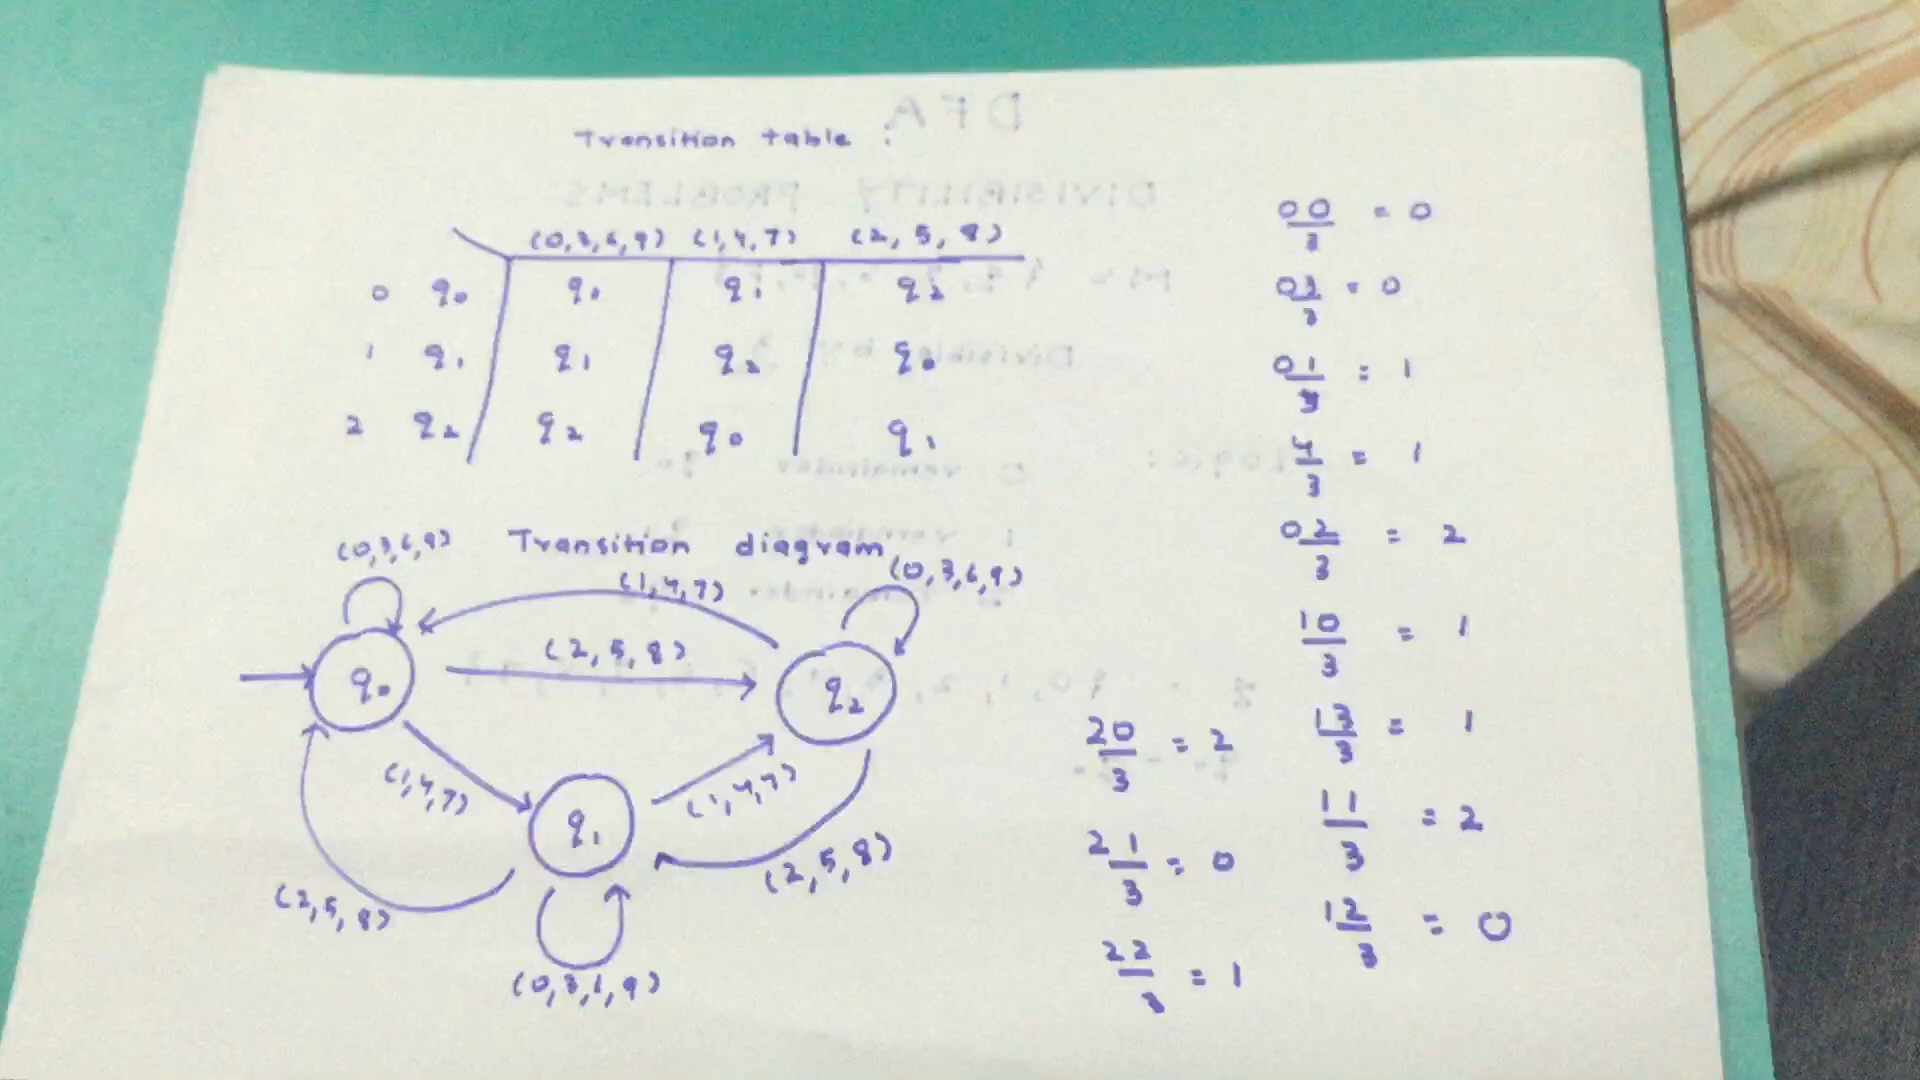 Transition table :
(0,3,6,9) (1,4,7) (2,5,8)
0 q0 q0 q1 q2
1 q1 q1 q2 q0
2 q2 q2 q0 q1
Transition diagram
(0,3,6,9)
(1,4,7)
(0,3,6,9)
(2,5,8)
q0
q2
(1,4,7)
(1,4,7)
q1
(2,5,8)
(2,5,8)
(0,3,1,9)
00/3 = 0
03/3 = 0
01/3 = 1
4/3 = 1
02/3 = 2
10/3 = 1
13/3 = 1
11/3 = 2
12/3 = 0
20/3 = 2
21/3 = 0
22/3 = 1